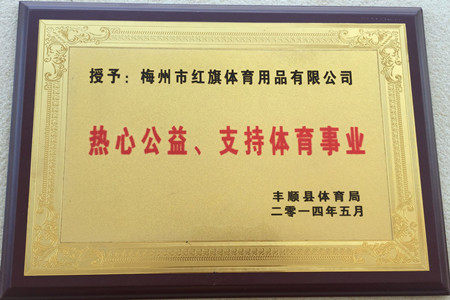 授予：梅州市红旗体育用品有限公司
热心公益、支持体育事业
丰顺县体育局
二零一四年五月